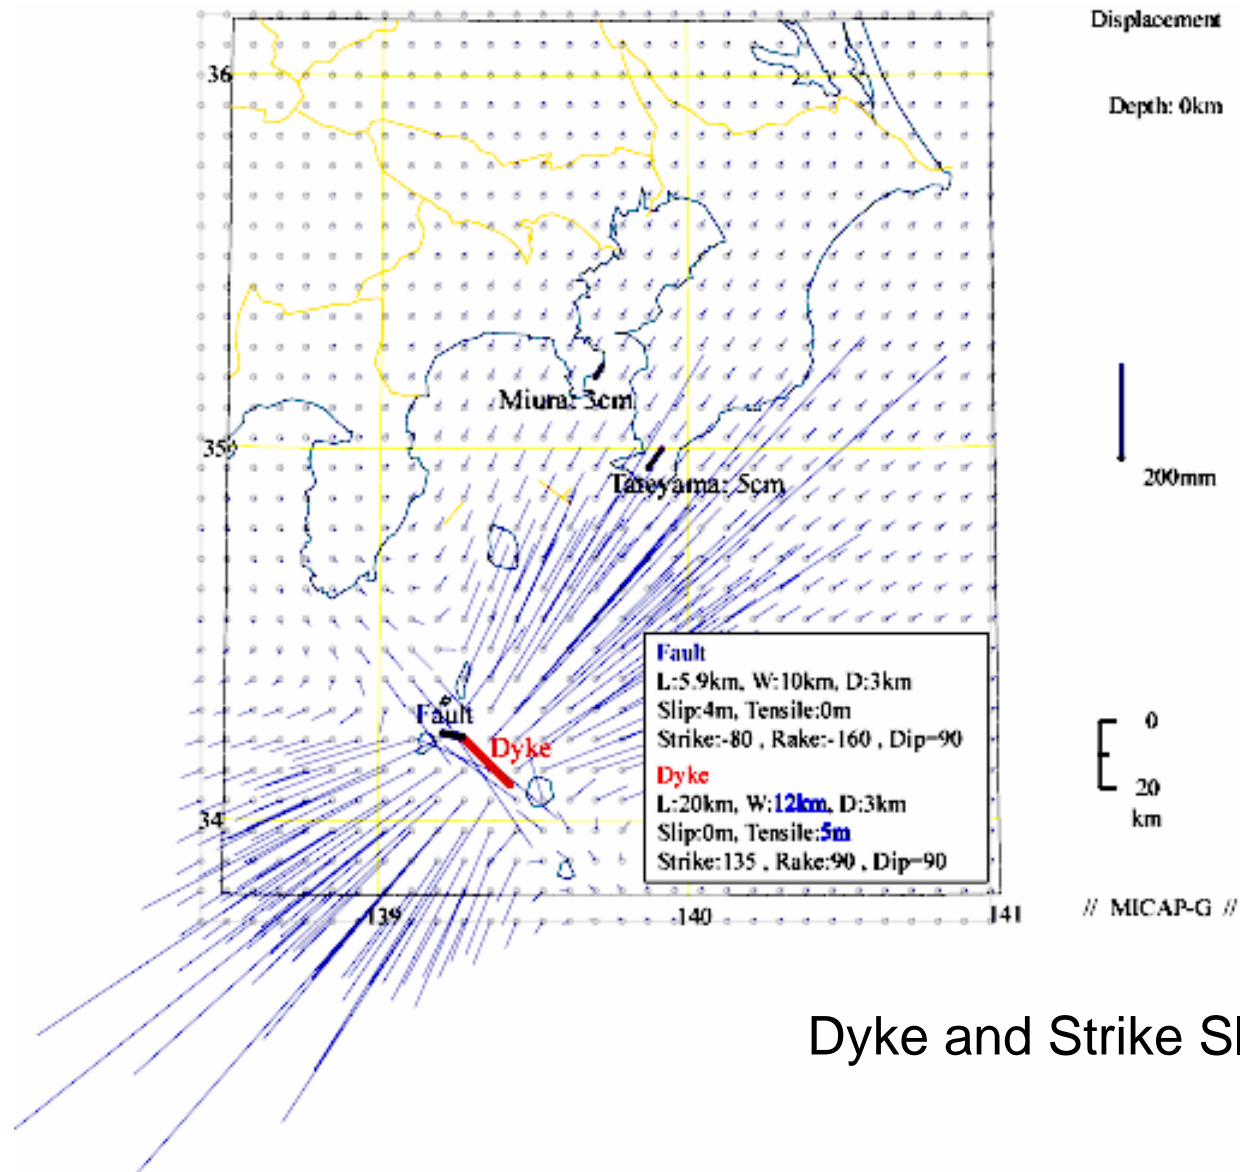 Displacement
36
Depth: 0km
Miura: 3cm
35
Tateyama: 5cm
200mm
Fault
L:5.9km, W:10km, D:3km
Slip:4m, Tensile:0m
Strike:-80 , Rake:-160 , Dip=90
Dyke
L:20km, W:12km, D:3km
Slip:0m, Tensile:5m
Strike:135 , Rake:90 , Dip=90
Fault
Dyke
0
20
km
34
139
140
141
// MICAP-G //
Dyke and Strike Sl